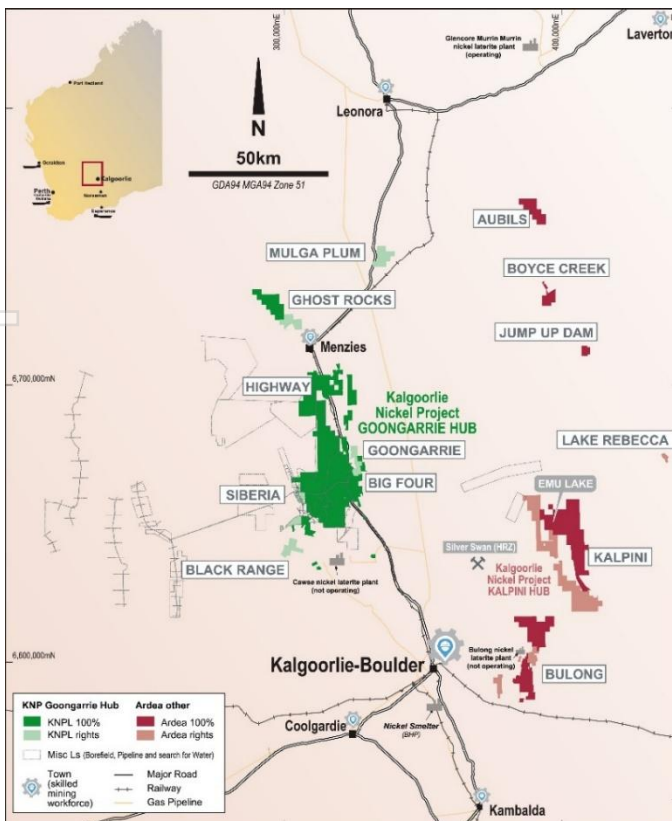 300,000mE
400,000mE
Glencore Murrin Murrin
nickel laterite plant
(operating)
Laverton
Port Hedland
Geraldton
Kalgoorlie
Perth
Esperance
Leonora
N
50km
GDA94 MGA94 Zone 51
AUBILS
MULGA PLUM
BOYCE CREEK
GHOST ROCKS
JUMP UP DAM
Menzies
6,700,000mN
HIGHWAY
Kalgoorlie
Nickel Project
GOONGARRIE HUB
LAKE REBECCA
GOONGARRIE
BIG FOUR
EMU LAKE
SIBERIA
Silver Swan (HRZ)
KALPINI
BLACK RANGE
Cawse nickel laterite plant
(not operating)
Kalgoorlie
Nickel Project
KALPINI HUB
6,600,000mN
Kalgoorlie-Boulder
Bulong nickel
laterite plant
(not operating)
BULONG
KNP Goongarrie Hub
KNPL 100%
KNPL rights
Ardea other
Ardea 100%
Ardea rights
Misc Ls (Borefield, Pipeline and search for Water)
Town
(skilled
mining
workforce)
Major Road
Railway
Gas Pipeline
Coolgardie
Nickel Smelter
(BHP)
Kambalda